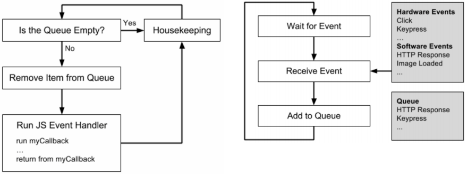 Is the Queue Empty?
Yes
Housekeeping
No
Remove Item from Queue
Run JS Event Handler
run myCallback
...
return from myCallback
Wait for Event
Receive Event
Add to Queue
Hardware Events
Click
Keypress
...
Software Events
HTTP Response
Image Loaded
...
Queue
HTTP Response
Keypress
...